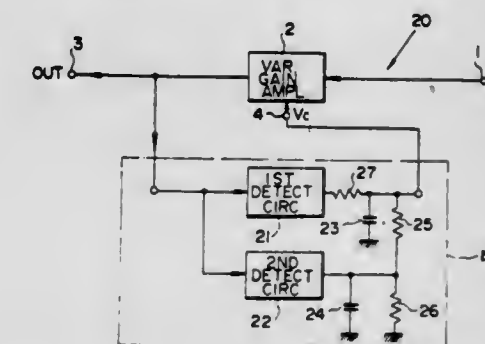 2
20
3
1
OUT
VAR
GAIN
AMPL
4
Vc
1ST
DETECT
CIRC
27
21
23
25
2ND
DETECT
CIRC
22
24
26